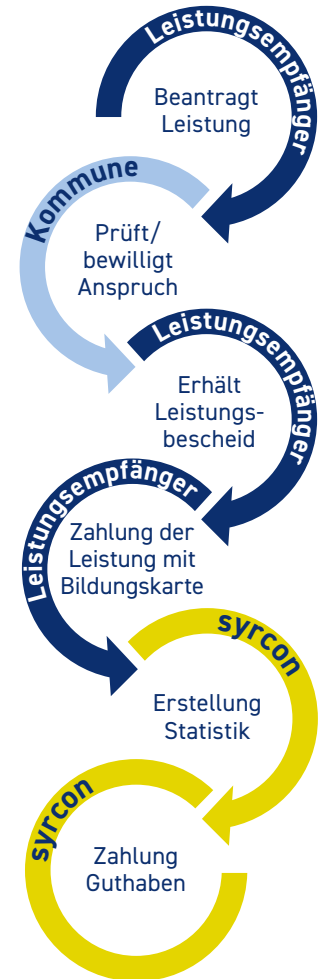 Leistungsempfänger
Beantragt
Leistung
Kommune
Prüft/
bewilligt
Anspruch
Leistungsempfänger
Erhält
Leistungs-
bescheid
Leistungsempfänger
Zahlung der
Leistung mit
Bildungskarte
syrcon
Erstellung
Statistik
syrcon
Zahlung
Guthaben